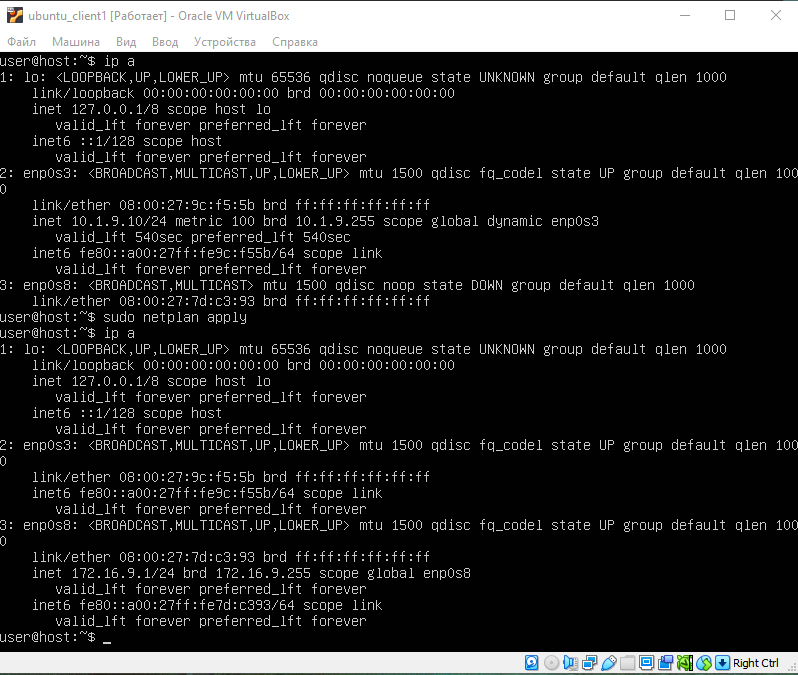 ubuntu_client1 [Работает] - Oracle VM VirtualBox
Файл Машина Вид Ввод Устройства Справка
user@host:~$ ip a
1: lo: <LOOPBACK,UP,LOWER_UP> mtu 65536 qdisc noqueue state UNKNOWN group default qlen 1000
    link/loopback 00:00:00:00:00:00 brd 00:00:00:00:00:00
    inet 127.0.0.1/8 scope host lo
       valid_lft forever preferred_lft forever
    inet6 ::1/128 scope host
       valid_lft forever preferred_lft forever
2: enp0s3: <BROADCAST,MULTICAST,UP,LOWER_UP> mtu 1500 qdisc fq_codel state UP group default qlen 100
0
    link/ether 08:00:27:9c:f5:5b brd ff:ff:ff:ff:ff:ff
    inet 10.1.9.10/24 metric 100 brd 10.1.9.255 scope global dynamic enp0s3
       valid_lft 540sec preferred_lft 540sec
    inet6 fe80::a00:27ff:fe9c:f55b/64 scope link
       valid_lft forever preferred_lft forever
3: enp0s8: <BROADCAST,MULTICAST> mtu 1500 qdisc noop state DOWN group default qlen 1000
    link/ether 08:00:27:7d:c3:93 brd ff:ff:ff:ff:ff:ff
user@host:~$ sudo netplan apply
user@host:~$ ip a
1: lo: <LOOPBACK,UP,LOWER_UP> mtu 65536 qdisc noqueue state UNKNOWN group default qlen 1000
    link/loopback 00:00:00:00:00:00 brd 00:00:00:00:00:00
    inet 127.0.0.1/8 scope host lo
       valid_lft forever preferred_lft forever
    inet6 ::1/128 scope host
       valid_lft forever preferred_lft forever
2: enp0s3: <BROADCAST,MULTICAST,UP,LOWER_UP> mtu 1500 qdisc fq_codel state UP group default qlen 100
0
    link/ether 08:00:27:9c:f5:5b brd ff:ff:ff:ff:ff:ff
    inet6 fe80::a00:27ff:fe9c:f55b/64 scope link
       valid_lft forever preferred_lft forever
3: enp0s8: <BROADCAST,MULTICAST,UP,LOWER_UP> mtu 1500 qdisc fq_codel state UP group default qlen 100
0
    link/ether 08:00:27:7d:c3:93 brd ff:ff:ff:ff:ff:ff
    inet 172.16.9.1/24 brd 172.16.9.255 scope global enp0s8
       valid_lft forever preferred_lft forever
    inet6 fe80::a00:27ff:fe7d:c393/64 scope link
       valid_lft forever preferred_lft forever
user@host:~$ _
Right Ctrl